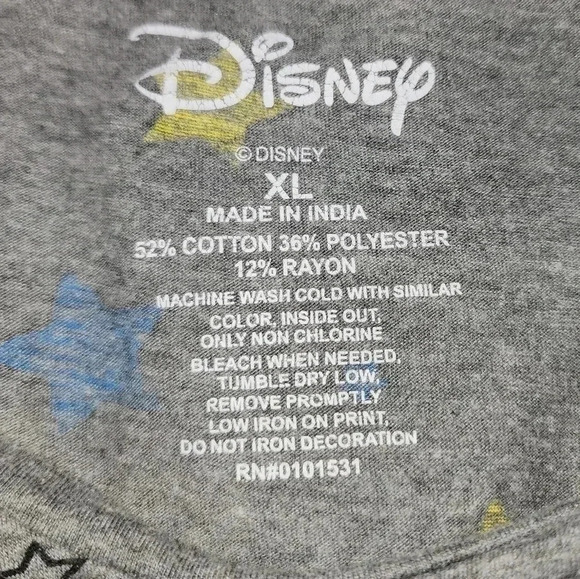 Disney
© DISNEY
XL
MADE IN INDIA
52% COTTON 36% POLYESTER
12% RAYON
MACHINE WASH COLD WITH SIMILAR
COLOR, INSIDE OUT,
ONLY NON CHLORINE
BLEACH WHEN NEEDED,
TUMBLE DRY LOW,
REMOVE PROMPTLY
LOW IRON ON PRINT,
DO NOT IRON DECORATION
RN#0101531